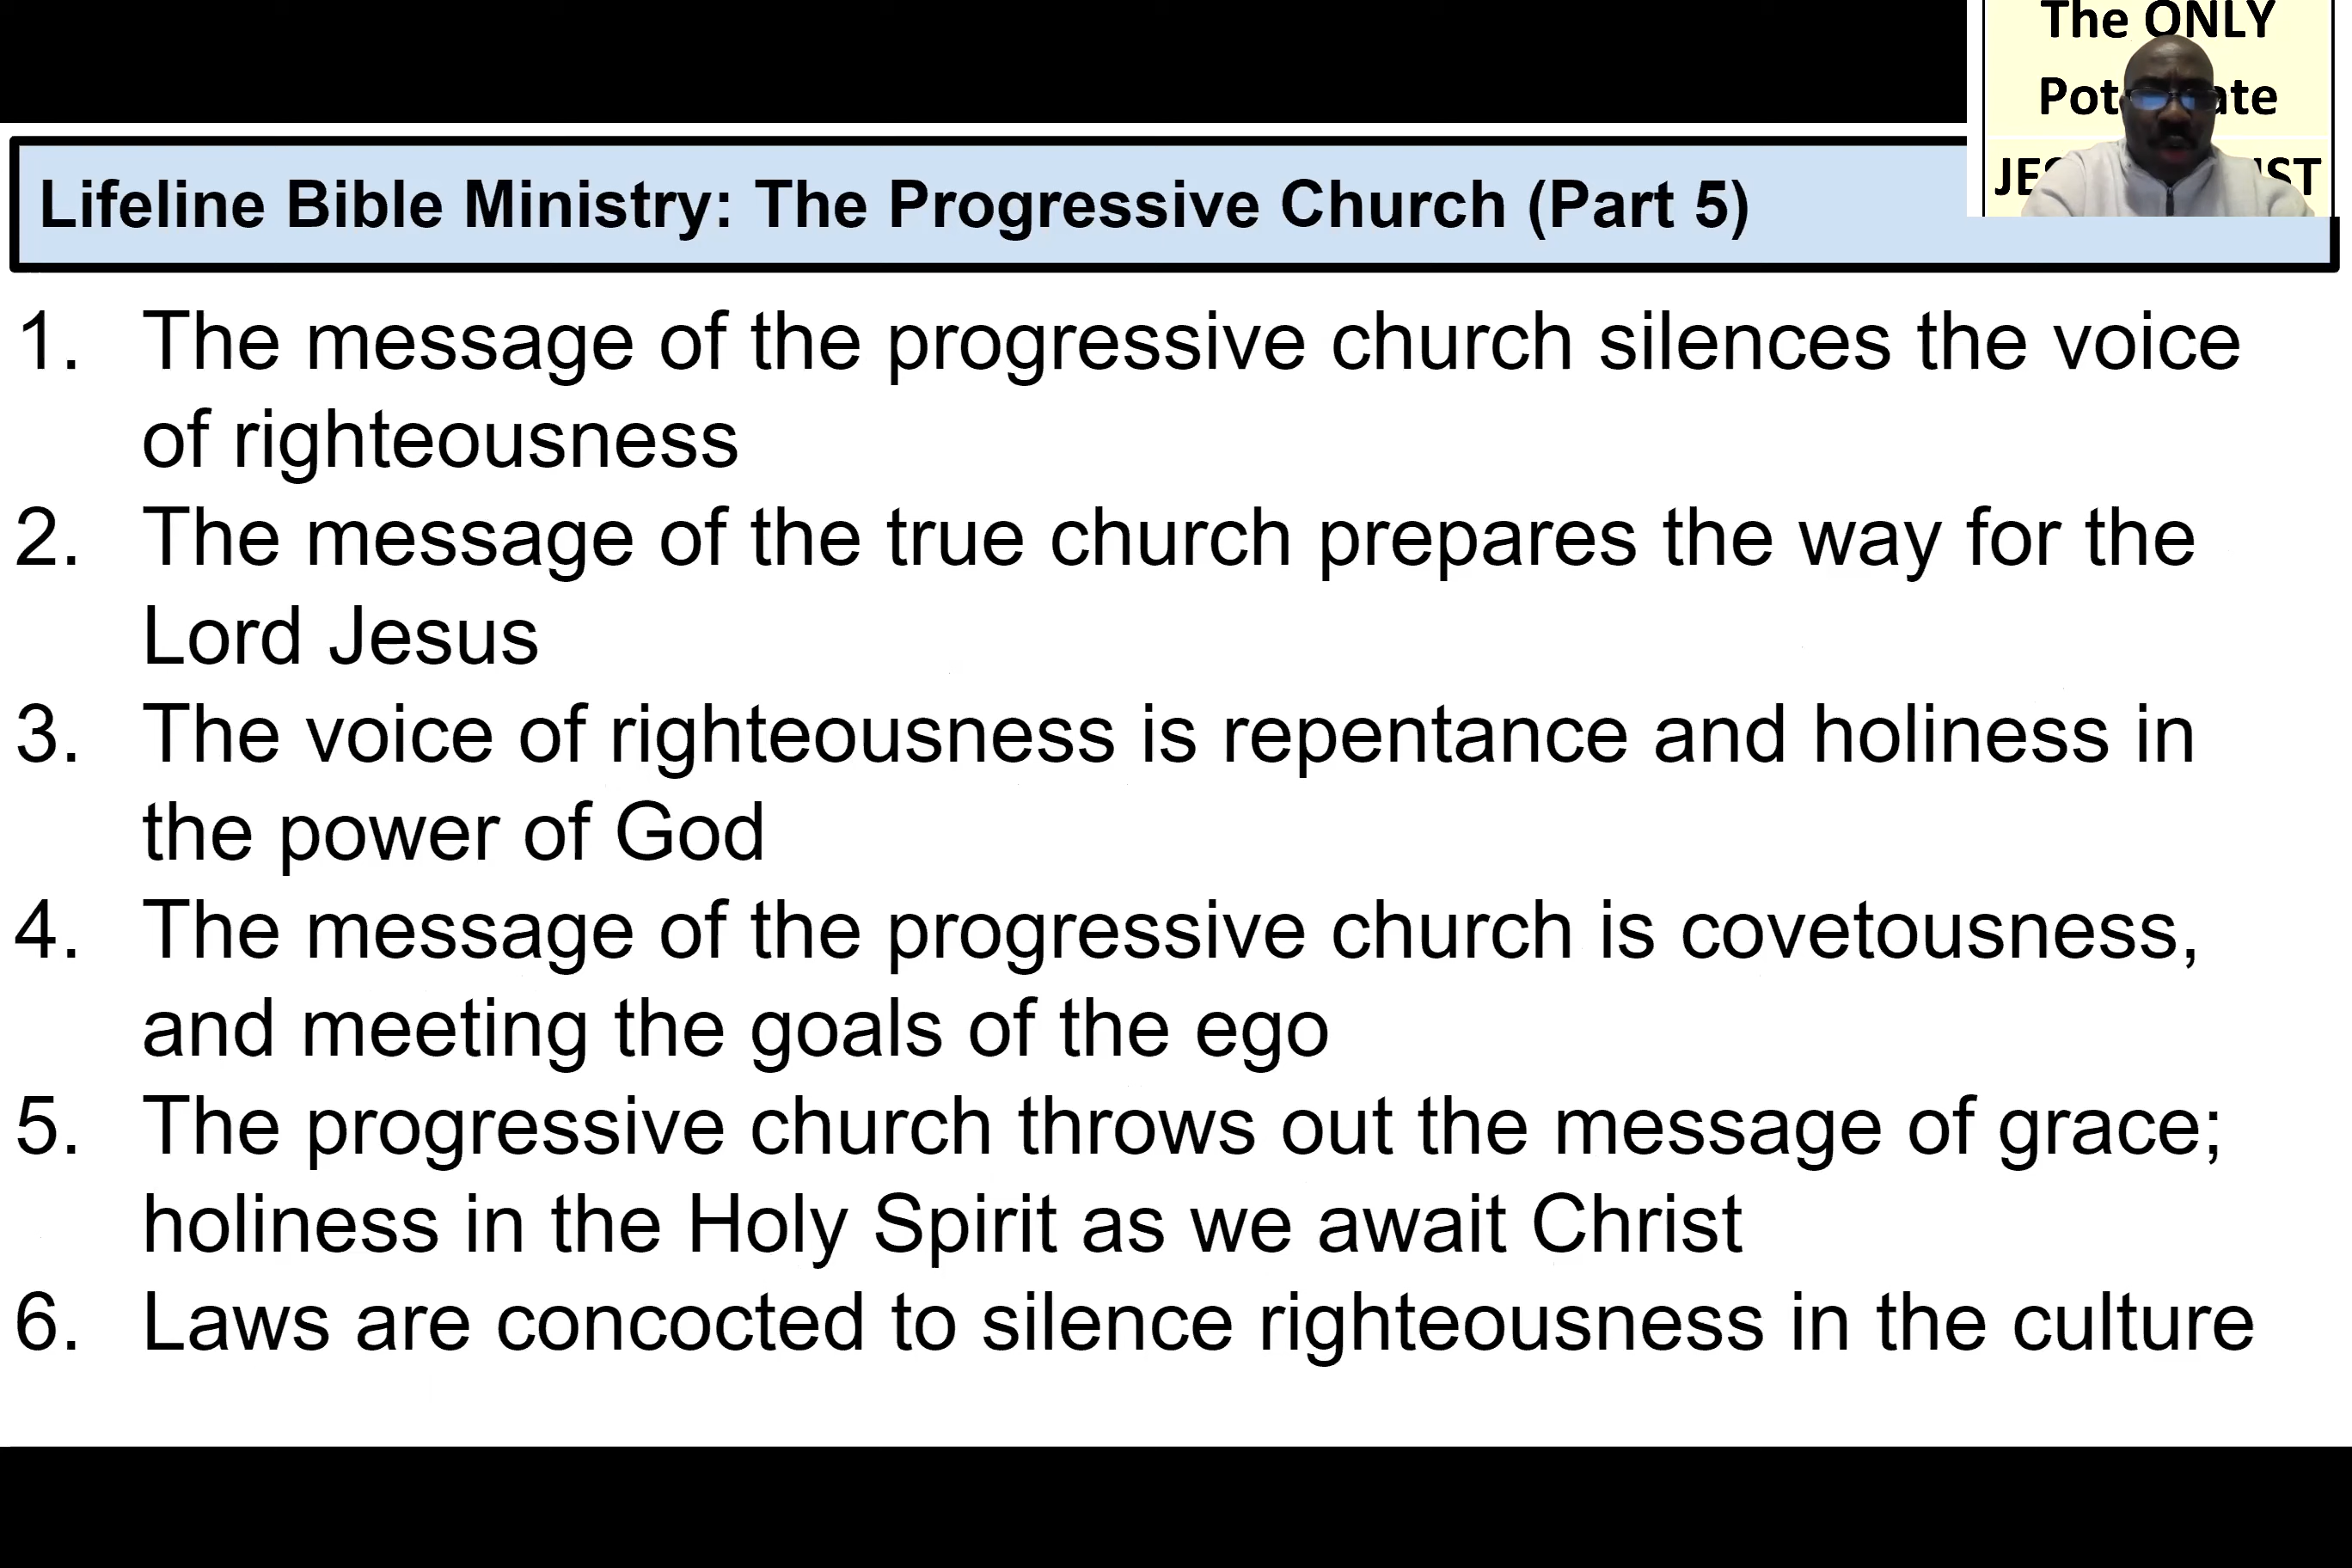 The ONLY
JE
ST
Lifeline Bible Ministry: The Progressive Church (Part 5)
1. The message of the progressive church silences the voice
of righteousness
2. The message of the true church prepares the way for the
Lord Jesus
3. The voice of righteousness is repentance and holiness in
the power of God
4. The message of the progressive church is covetousness,
and meeting the goals of the ego
5. The progressive church throws out the message of grace;
holiness in the Holy Spirit as we await Christ
6. Laws are concocted to silence righteousness in the culture